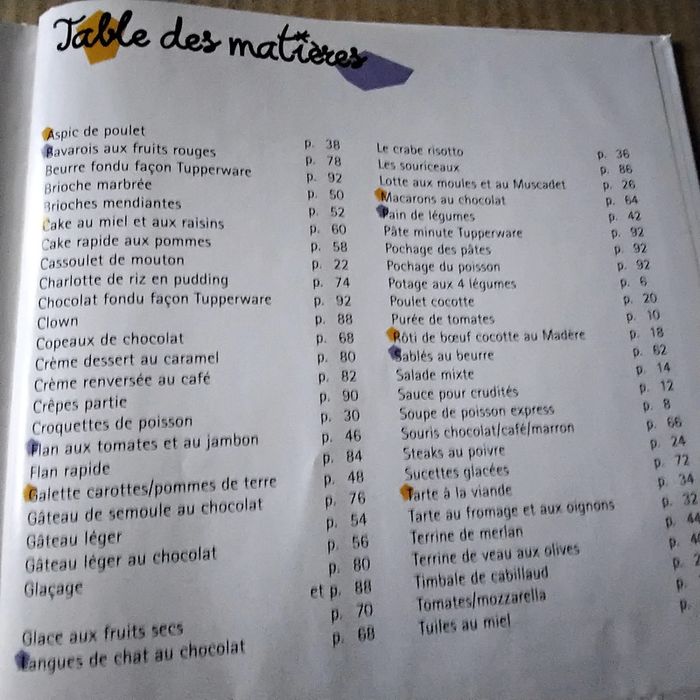 Table des matières
Aspic de poulet p. 38
Bavarois aux fruits rouges p. 78
Beurre fondu façon Tupperware p. 92
Brioche marbrée p. 50
Brioches mendiantes p. 52
Cake au miel et aux raisins p. 60
Cake rapide aux pommes p. 58
Cassoulet de mouton p. 22
Charlotte de riz en pudding p. 74
Chocolat fondu façon Tupperware p. 92
Clown p. 88
Copeaux de chocolat p. 68
Crème dessert au caramel p. 80
Crème renversée au café p. 82
Crêpes partie p. 90
Croquettes de poisson p. 30
Flan aux tomates et au jambon p. 46
Flan rapide p. 84
Galette carottes/pommes de terre p. 48
Gâteau de semoule au chocolat p. 76
Gâteau léger p. 54
Gâteau léger au chocolat p. 56
Glaçage p. 80
et p. 88
Glace aux fruits secs p. 70
Langues de chat au chocolat p. 68
Le crabe risotto p. 36
Les souriceaux p. 86
Lotte aux moules et au Muscadet p. 26
Macarons au chocolat p. 64
Pain de légumes p. 42
Pâte minute Tupperware p. 92
Pochage des pâtes p. 92
Pochage du poisson p. 92
Potage aux 4 légumes p. 6
Poulet cocotte p. 20
Purée de tomates p. 10
Rôti de bœuf cocotte au Madère p. 18
Sablés au beurre p. 62
Salade mixte p. 14
Sauce pour crudités p. 12
Soupe de poisson express p. 8
Souris chocolat/café/marron p. 66
Steaks au poivre p. 24
Sucettes glacées p. 72
Tarte à la viande p. 34
Tarte au fromage et aux oignons p. 32
Terrine de merlan p. 44
Terrine de veau aux olives p.
Timbale de cabillaud p.
Tomates/mozzarella p.
Tuiles au miel p.